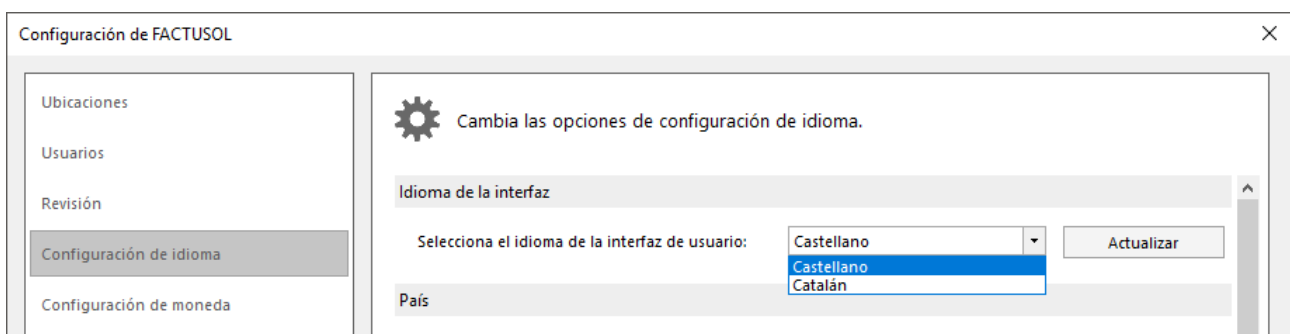 Configuración de FACTUSOL
Ubicaciones
Usuarios
Revisión
Configuración de idioma
Configuración de moneda
Cambia las opciones de configuración de idioma.
Idioma de la interfaz
Selecciona el idioma de la interfaz de usuario: Castellano Actualizar
Castellano
Catalán
País